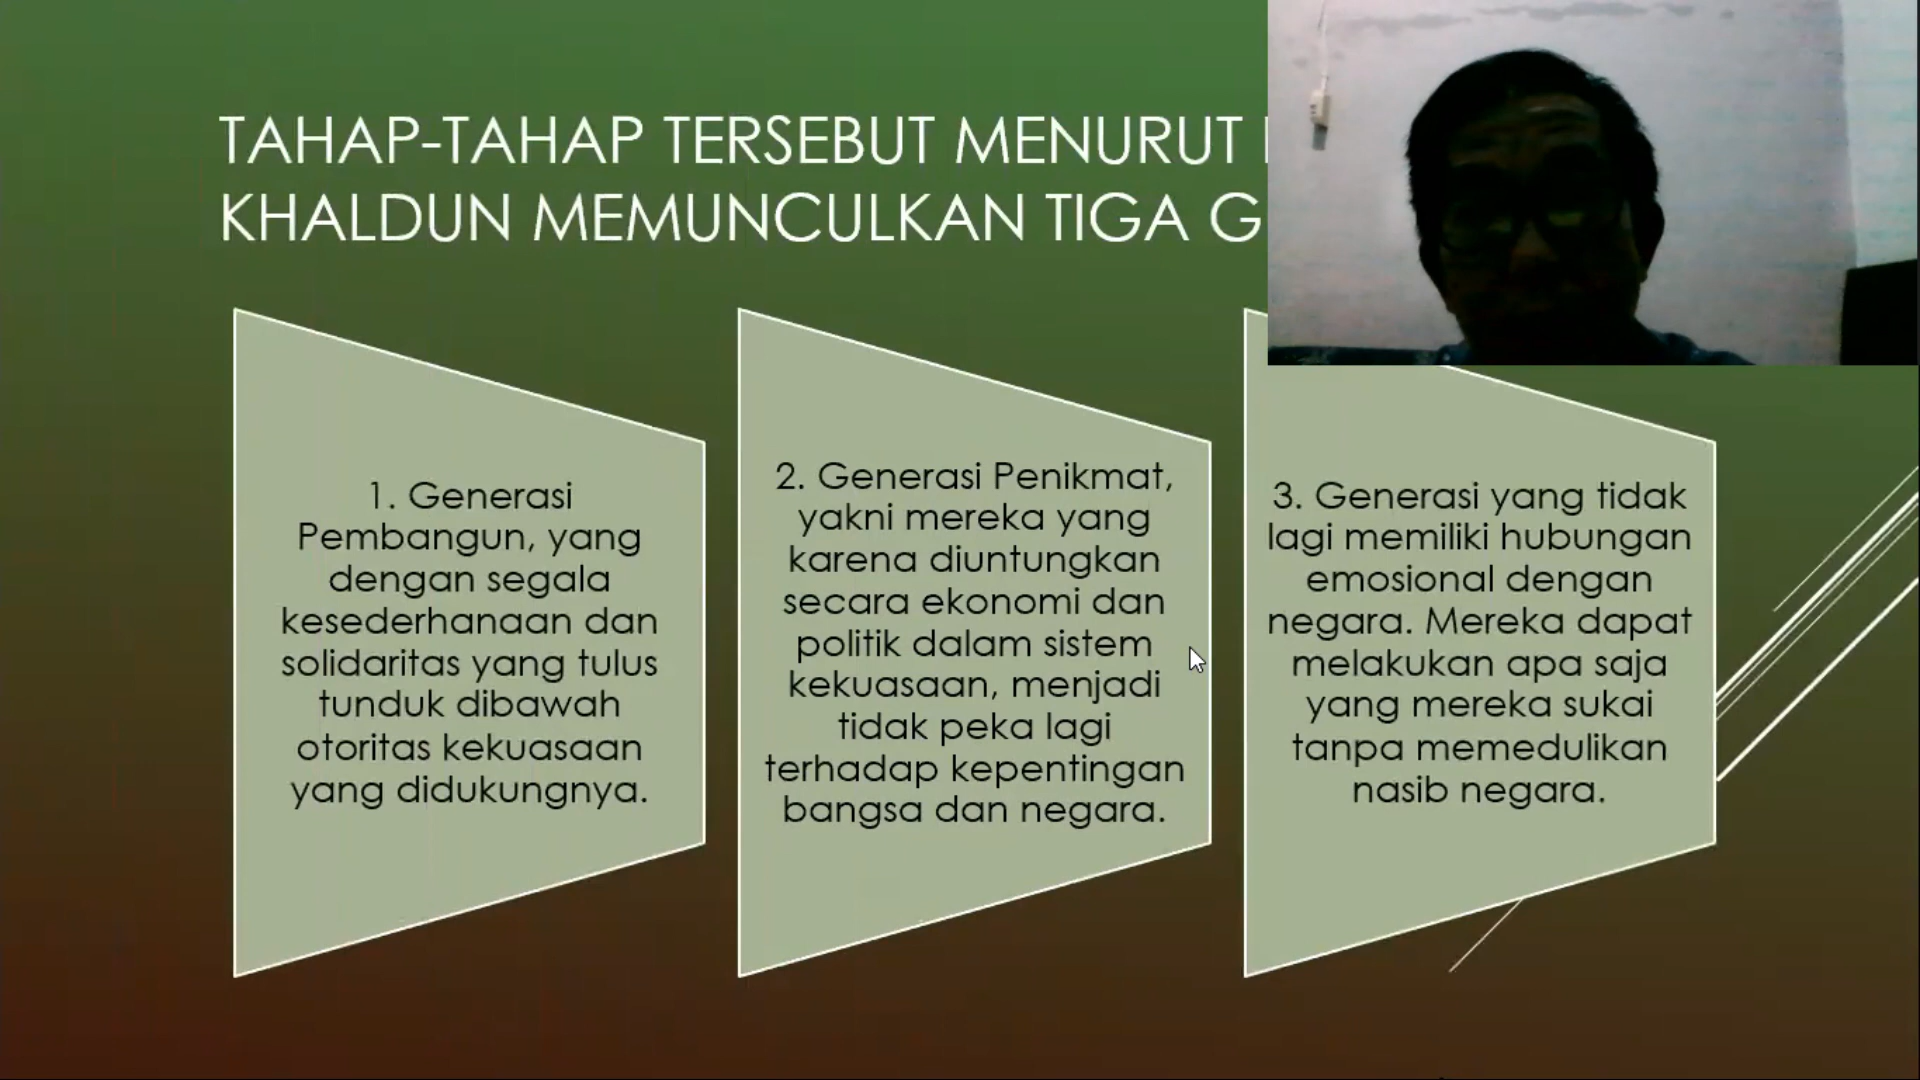 TAHAP-TAHAP TERSEBUT MENURUT
KHALDUN MEMUNCULKAN TIGA G
1. Generasi
Pembangun, yang
dengan segala
kesederhanaan dan
solidaritas yang tulus
tunduk dibawah
otoritas kekuasaan
yang didukungnya.
2. Generasi Penikmat,
yakni mereka yang
karena diuntungkan
secara ekonomi dan
politik dalam sistem
kekuasaan, menjadi
tidak peka lagi
terhadap kepentingan
bangsa dan negara.
3. Generasi yang tidak
lagi memiliki hubungan
emosional dengan
negara. Mereka dapat
melakukan apa saja
yang mereka sukai
tanpa memedulikan
nasib negara.